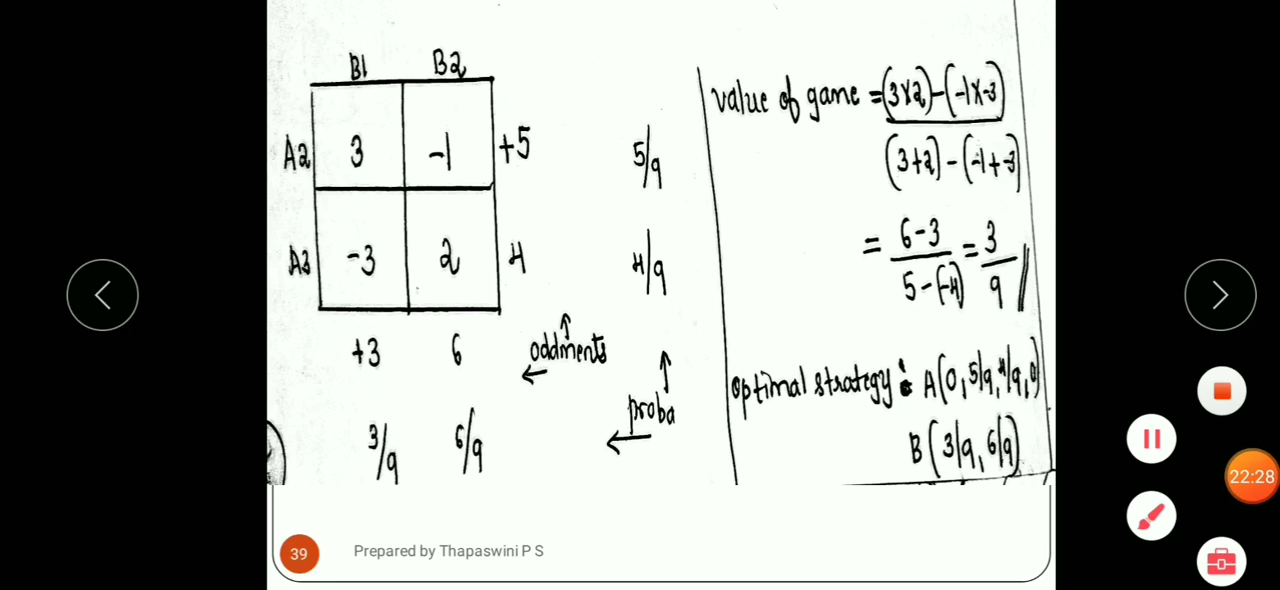 B1 B2
A2 3 -1 +5 5/9
A3 -3 2 4 4/9
+3 6
↑
← oddments
3/9 6/9
↑
← proba
value of game = (3×2)-(-1×-3)
(3+2)-(-1+-3)
= 6-3 = 3
5-(-4) 9
optimal strategy : A(0, 5/9, 4/9, 0)
B(3/9, 6/9)
39 Prepared by Thapaswini P S
22:28